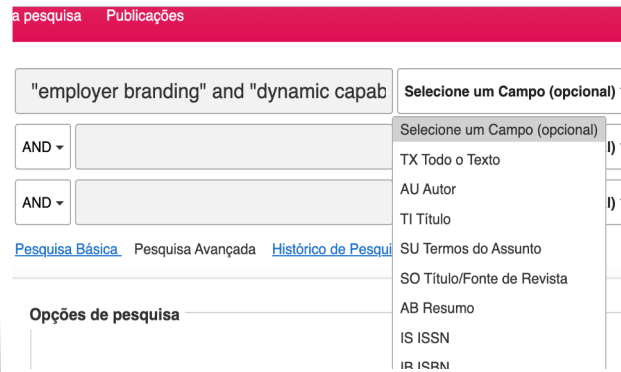 a pesquisa Publicações
"employer branding" and "dynamic capab Selecione um Campo (opcional)
Selecione um Campo (opcional)
AND
TX Todo o Texto
AU Autor
AND
TI Título
Pesquisa Básica Pesquisa Avançada Histórico de Pesqui
SU Termos do Assunto
SO Título/Fonte de Revista
Opções de pesquisa
AB Resumo
IS ISSN
IB ISBN